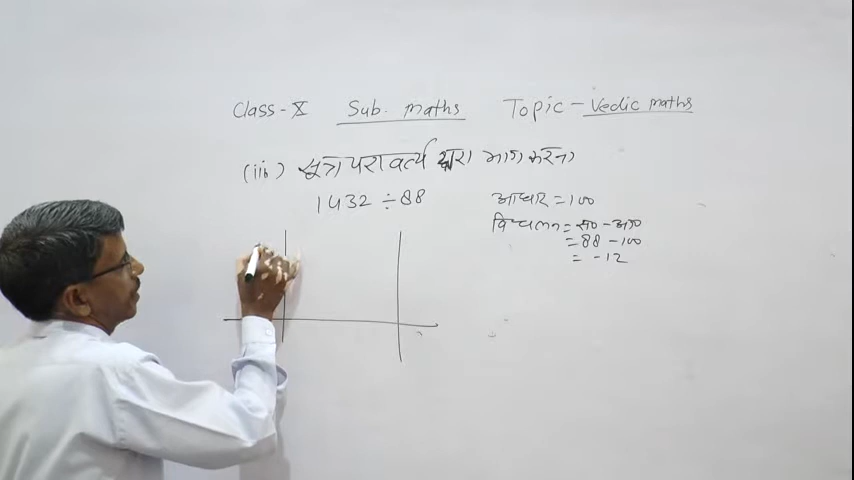 Class-X Sub. Maths Topic - Vedic Maths
(iii) सूत्र परावर्त्य द्वारा भाग करना
1432 ÷ 88
आधार = 100
विचलन = सं० - आ०
= 88 - 100
= -12